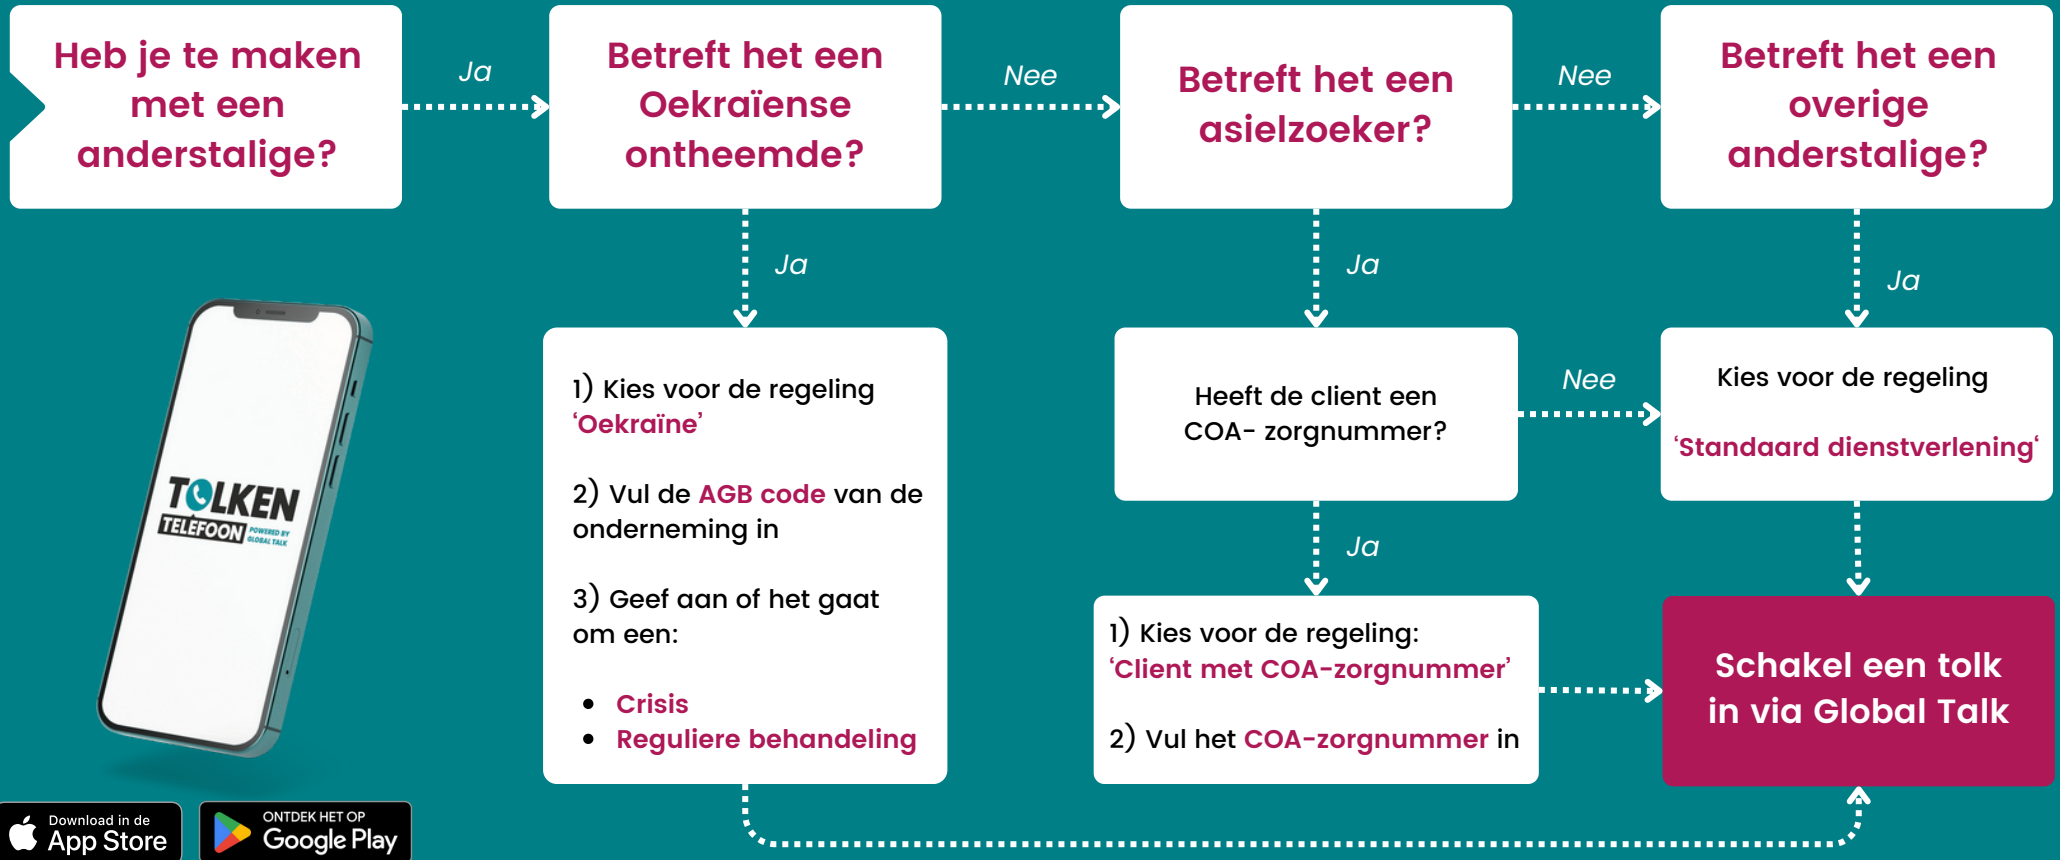 Heb je te maken
met een
anderstalige?
Ja
Betreft het een
Oekraïense
ontheemde?
Nee
Betreft het een
asielzoeker?
Nee
Betreft het een
overige
anderstalige?
Ja
Ja
Ja
1) Kies voor de regeling
‘Oekraïne’
2) Vul de AGB code van de
onderneming in
3) Geef aan of het gaat
om een:
• Crisis
• Reguliere behandeling
Heeft de client een
COA- zorgnummer?
Nee
Kies voor de regeling
‘Standaard dienstverlening‘
Ja
1) Kies voor de regeling:
‘Client met COA-zorgnummer’
2) Vul het COA-zorgnummer in
Schakel een tolk
in via Global Talk
TOLKEN
TELEFOON
POWERED BY
GLOBAL TALK
Download in de
App Store
ONTDEK HET OP
Google Play